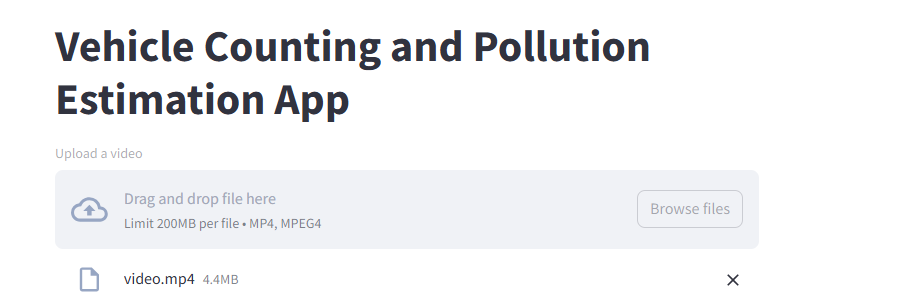 Vehicle Counting and Pollution
Estimation App
Upload a video
Drag and drop file here
Limit 200MB per file • MP4, MPEG4
Browse files
video.mp4 4.4MB